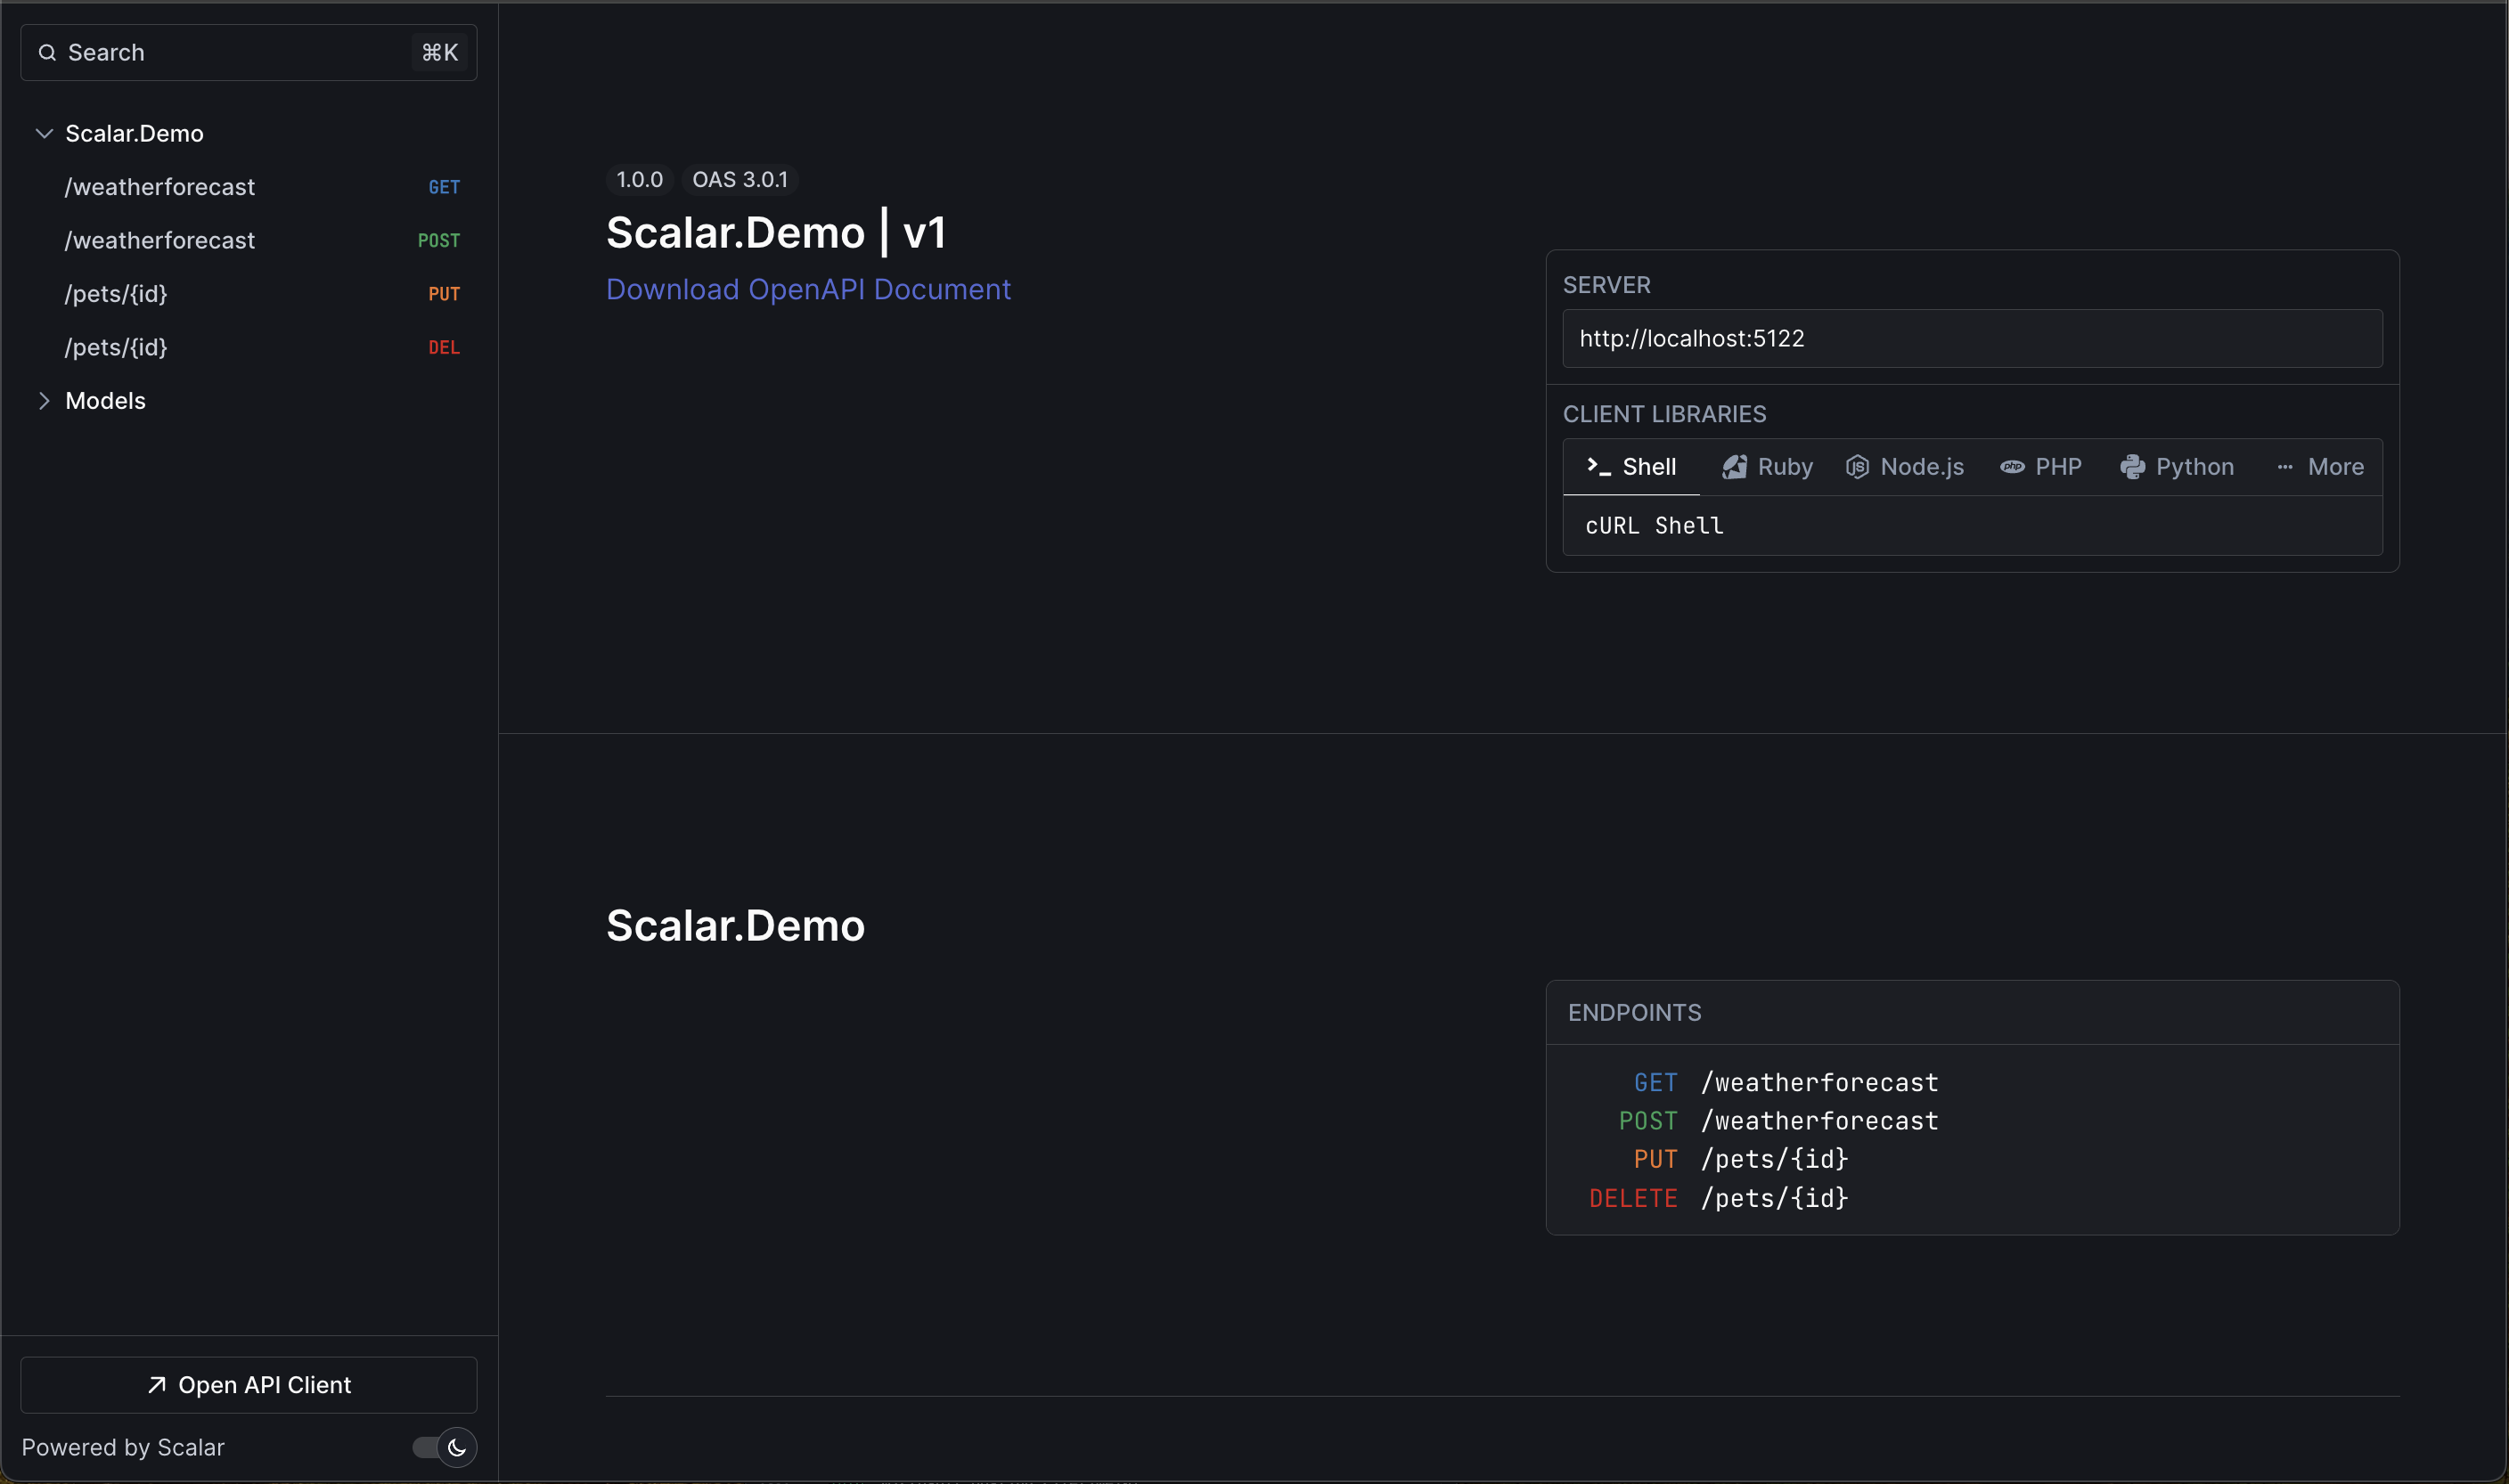 Search ⌘K
Scalar.Demo
/weatherforecast GET
/weatherforecast POST
/pets/{id} PUT
/pets/{id} DEL
Models
Open API Client
Powered by Scalar
1.0.0 OAS 3.0.1
Scalar.Demo | v1
Download OpenAPI Document
SERVER
http://localhost:5122
CLIENT LIBRARIES
Shell Ruby Node.js PHP Python More
cURL Shell
Scalar.Demo
ENDPOINTS
GET /weatherforecast
POST /weatherforecast
PUT /pets/{id}
DELETE /pets/{id}